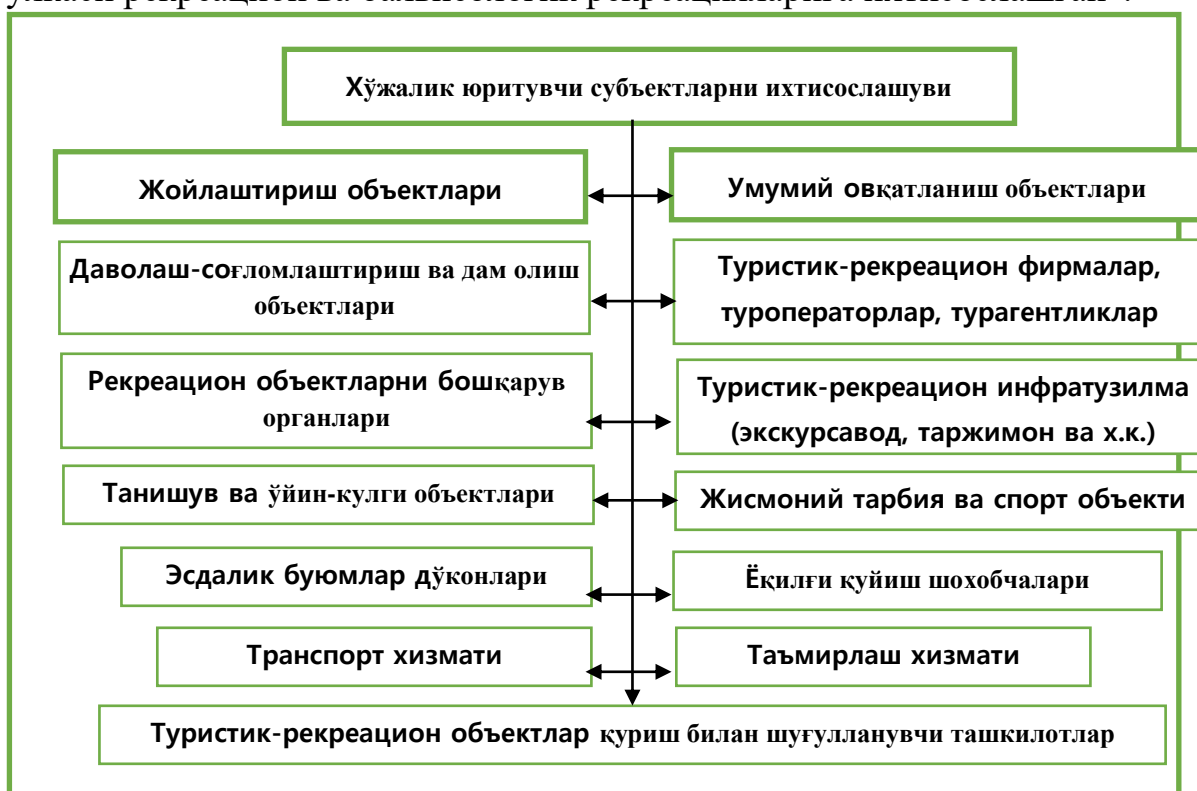 Хўжалик юритувчи субъектларни ихтисослашуви
Жойлаштириш объектлари
Умумий овқатланиш объектлари
Даволаш-соғломлаштириш ва дам олиш
объектлари
Туристик-рекреацион фирмалар,
туроператорлар, турагентликлар
Рекреацион объектларни бошқарув
органлари
Туристик-рекреацион инфратузилма
(экскурсавод, таржимон ва х.к.)
Танишув ва ўйин-кулги объектлари
Жисмоний тарбия ва спорт объекти
Эсдалик буюмлар дўконлари
Ёқилғи қуйиш шохобчалари
Транспорт хизмати
Таъмирлаш хизмати
Туристик-рекреацион объектлар қуриш билан шуғулланувчи ташкилотлар